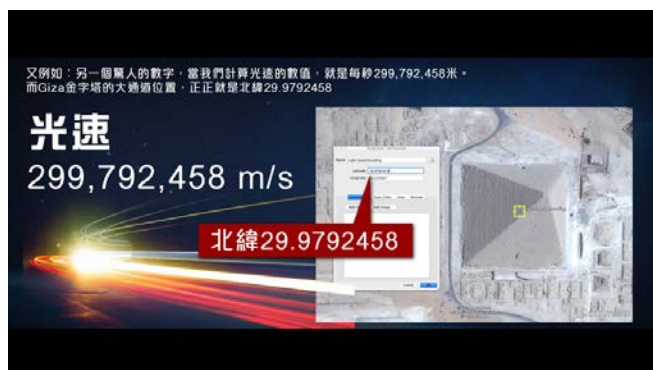 又例如：另一個驚人的數字，當我們計算光速的數值，就是每秒299,792,458米。
而Giza金字塔的大通道位置，正正就是北緯29.9792458
光速
299,792,458 m/s
北緯29.9792458